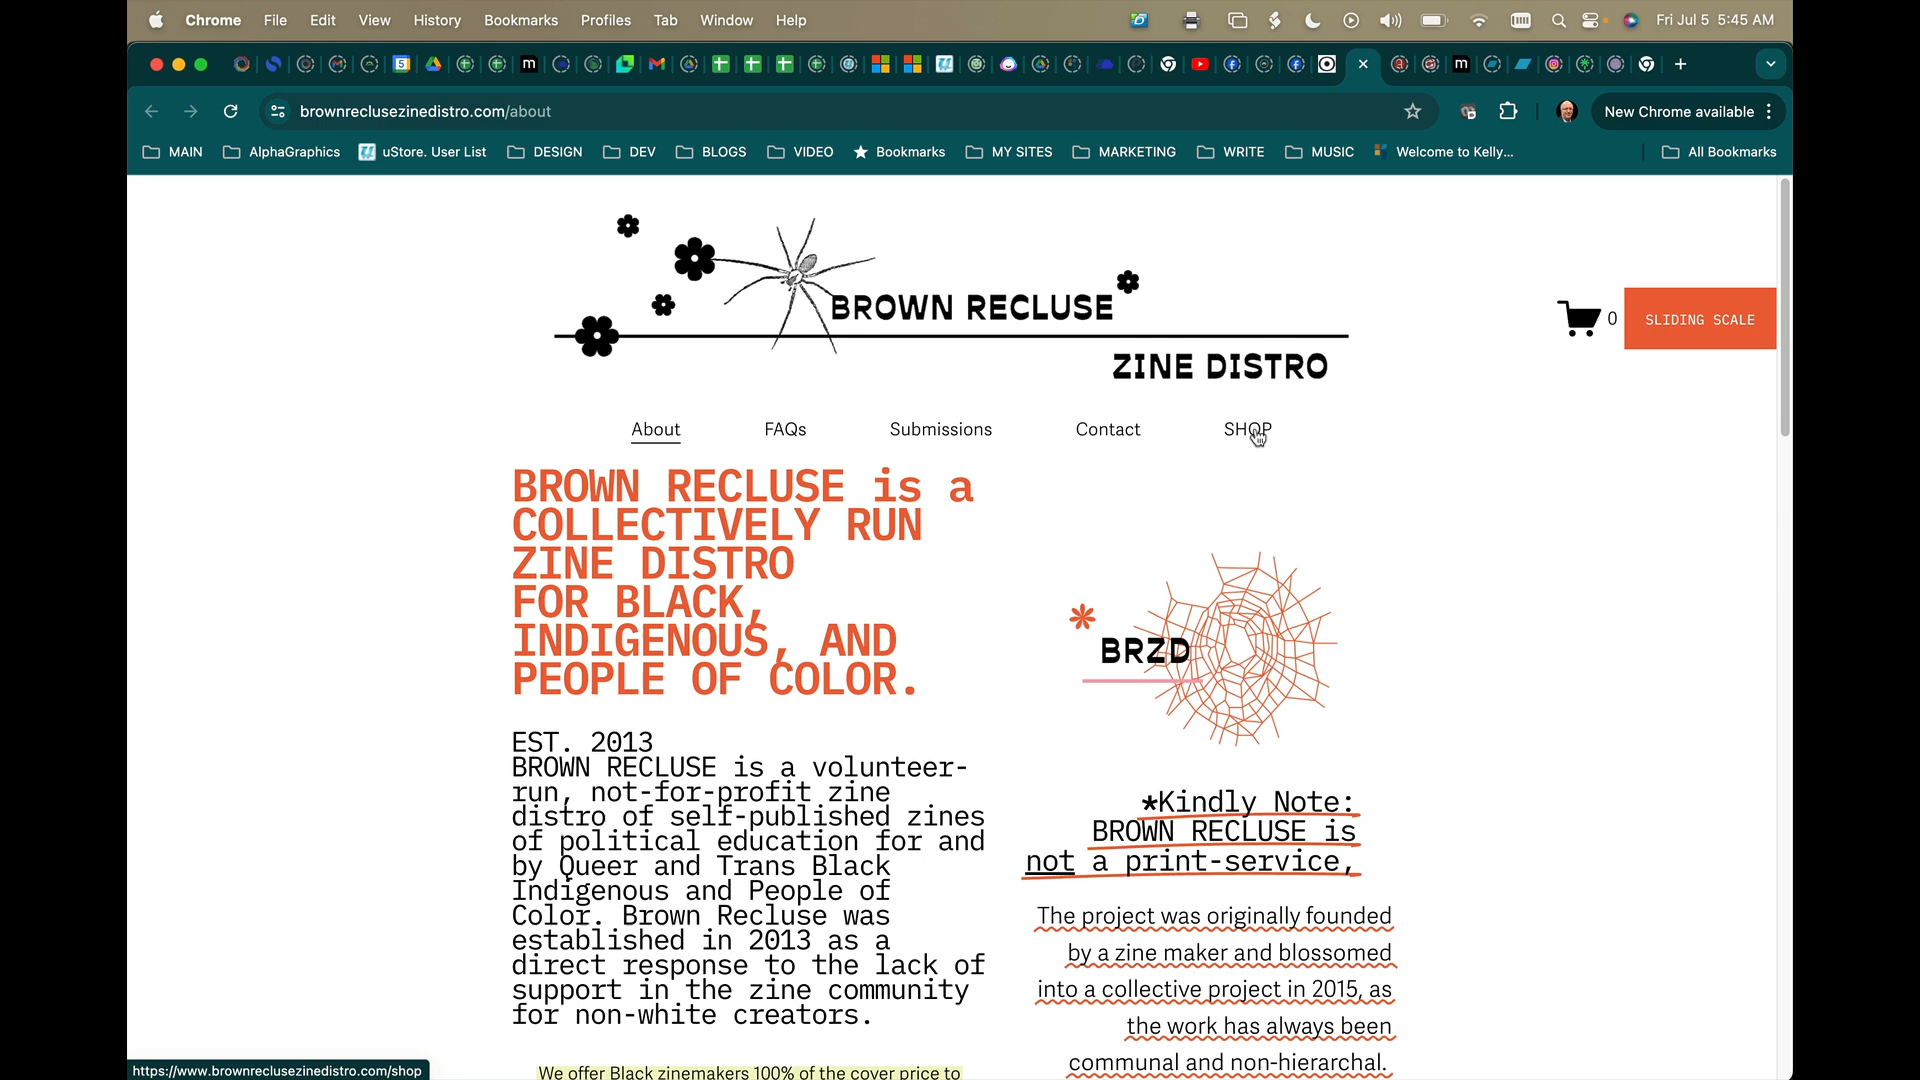 Chrome File Edit View History Bookmarks Profiles Tab Window Help Fri Jul 5 5:45 AM
brownreclusezinedistro.com/about New Chrome available
MAIN AlphaGraphics uStore. User List DESIGN DEV BLOGS VIDEO Bookmarks MY SITES MARKETING WRITE MUSIC Welcome to Kelly... All Bookmarks
BROWN RECLUSE
ZINE DISTRO
0 SLIDING SCALE
About FAQs Submissions Contact SHOP
BROWN RECLUSE is a
COLLECTIVELY RUN
ZINE DISTRO
FOR BLACK,
INDIGENOUS, AND
PEOPLE OF COLOR.
EST. 2013
BROWN RECLUSE is a volunteer-
run, not-for-profit zine
distro of self-published zines
of political education for and
by Queer and Trans Black
Indigenous and People of
Color. Brown Recluse was
established in 2013 as a
direct response to the lack of
support in the zine community
for non-white creators.
We offer Black zinemakers 100% of the cover price to
BRZD
*Kindly Note:
BROWN RECLUSE is
not a print-service,
The project was originally founded
by a zine maker and blossomed
into a collective project in 2015, as
the work has always been
communal and non-hierarchal.
https://www.brownreclusezinedistro.com/shop